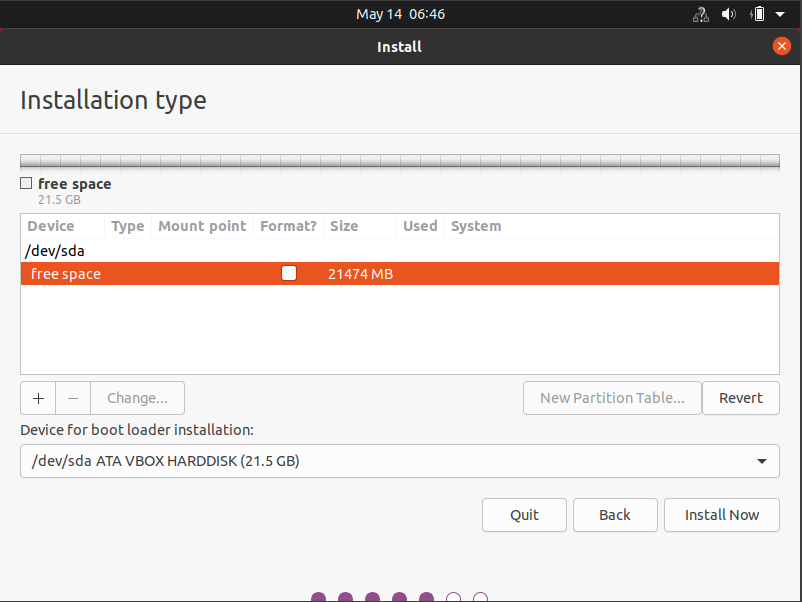 May 14 06:46
Install
Installation type
free space
21.5 GB
Device Type Mount point Format? Size Used System
/dev/sda
free space 21474 MB
+ − Change... New Partition Table... Revert
Device for boot loader installation:
/dev/sda ATA VBOX HARDDISK (21.5 GB)
Quit Back Install Now